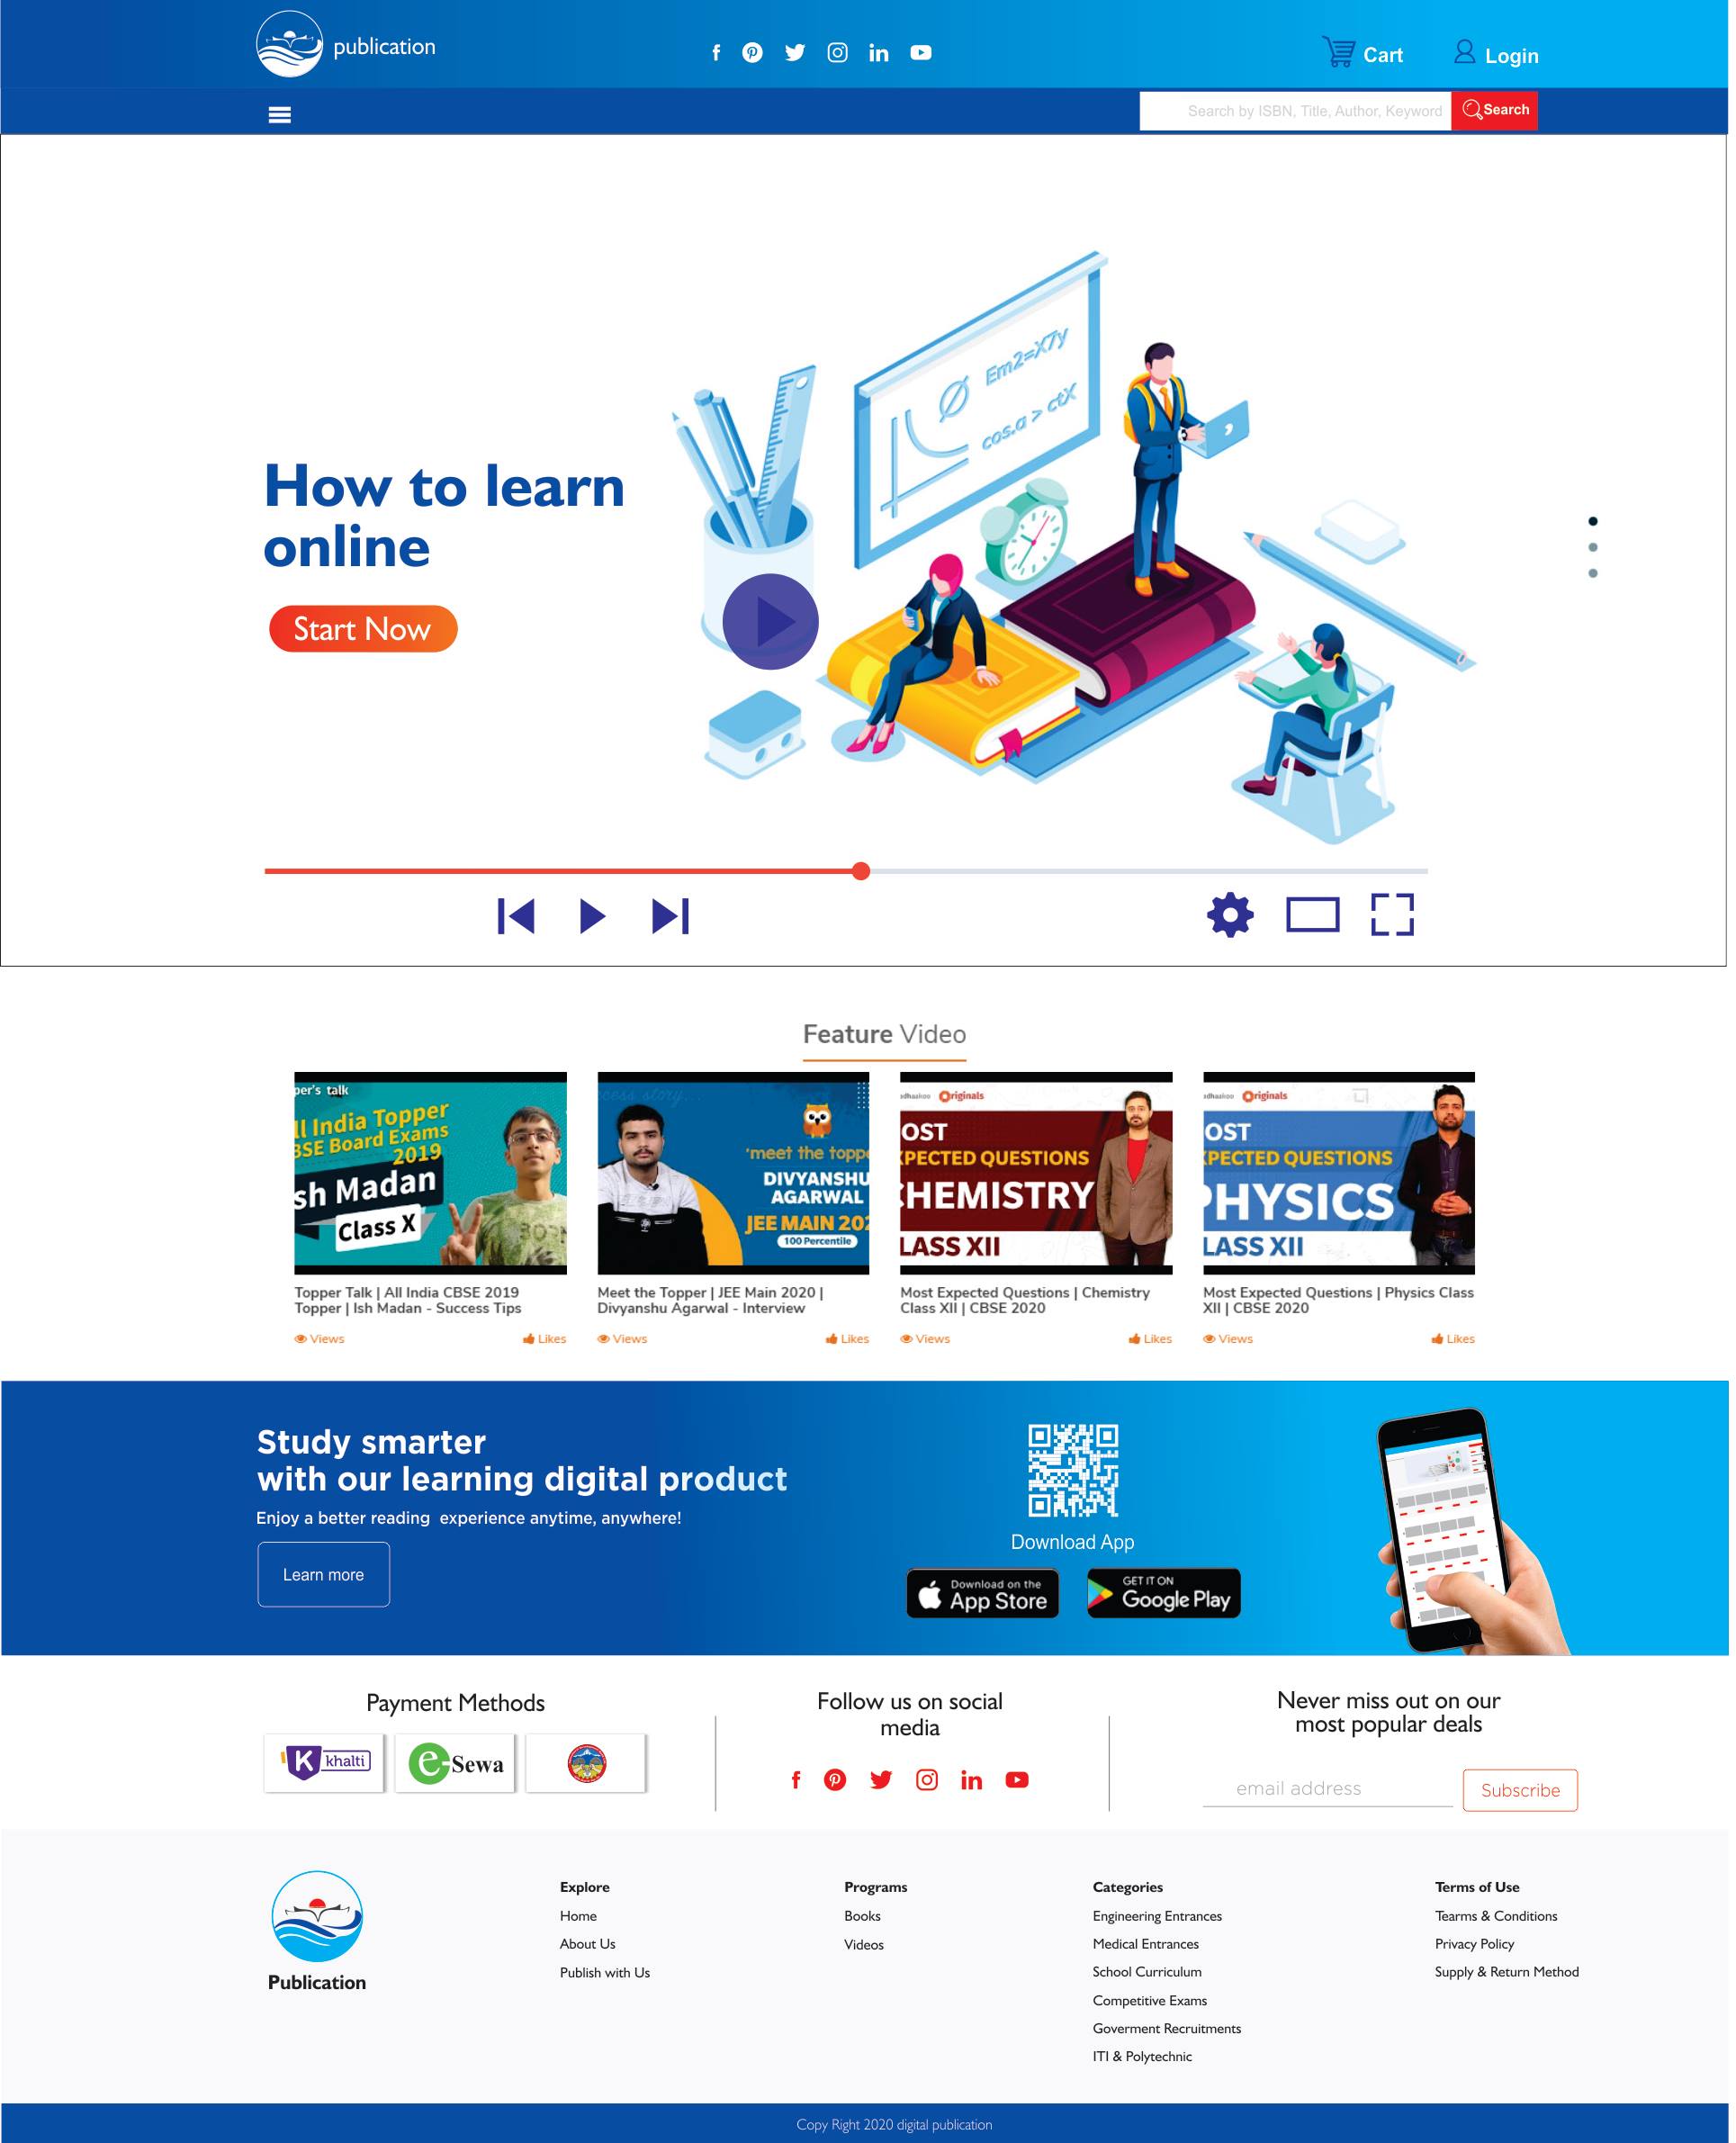 publication
Cart
Login
Search by ISBN, Title, Author, Keyword
Search
Em2=X7y
cos.a > ctX
How to learn
online
Start Now
Feature Video
per's talk
ll India Topper
BSE Board Exams
2019
sh Madan
Class X
cess story...
'meet the toppe
DIVYANSHU
AGARWAL
JEE MAIN 202
100 Percentile
Originals
OST
XPECTED QUESTIONS
CHEMISTRY
LASS XII
Originals
OST
XPECTED QUESTIONS
PHYSICS
LASS XII
Topper Talk | All India CBSE 2019
Topper | Ish Madan - Success Tips
Meet the Topper | JEE Main 2020 |
Divyanshu Agarwal - Interview
Most Expected Questions | Chemistry
Class XII | CBSE 2020
Most Expected Questions | Physics Class
XII | CBSE 2020
Views
Likes
Views
Likes
Views
Likes
Views
Likes
Study smarter
with our learning digital product
Enjoy a better reading experience anytime, anywhere!
Learn more
Download App
Download on the
App Store
GET IT ON
Google Play
Payment Methods
khalti
e-Sewa
Follow us on social
media
Never miss out on our
most popular deals
email address
Subscribe
Publication
Explore
Home
About Us
Publish with Us
Programs
Books
Videos
Categories
Engineering Entrances
Medical Entrances
School Curriculum
Competitive Exams
Goverment Recruitments
ITI & Polytechnic
Terms of Use
Tearms & Conditions
Privacy Policy
Supply & Return Method
Copy Right 2020 digital publication